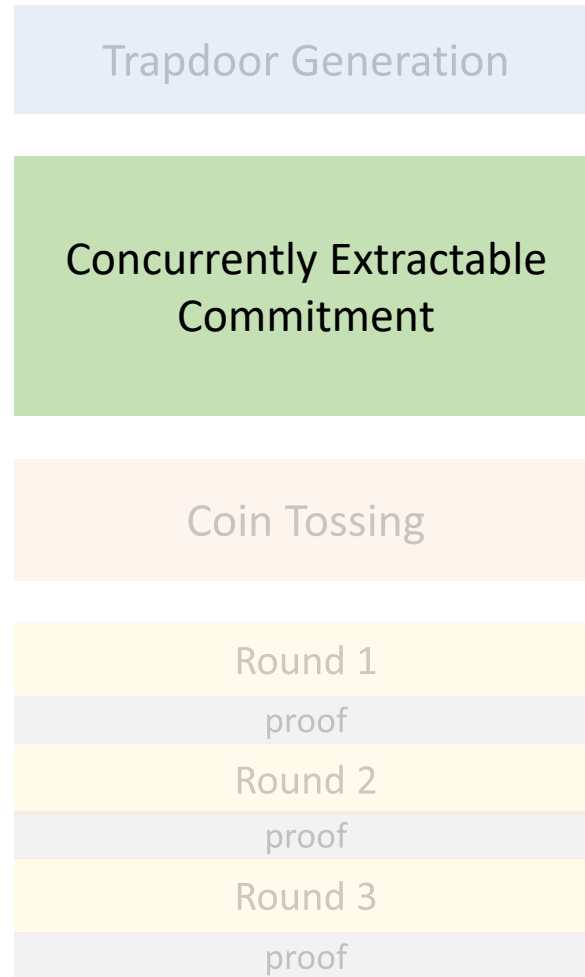 Trapdoor Generation
Concurrently Extractable
Commitment
Coin Tossing
Round 1
proof
Round 2
proof
Round 3
proof